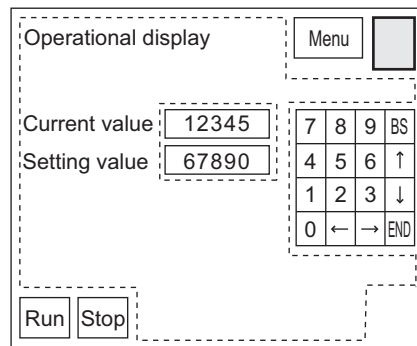 Operational display Menu
Current value 12345
Setting value 67890
7 8 9 BS
4 5 6 ↑
1 2 3 ↓
0 ← → END
Run Stop